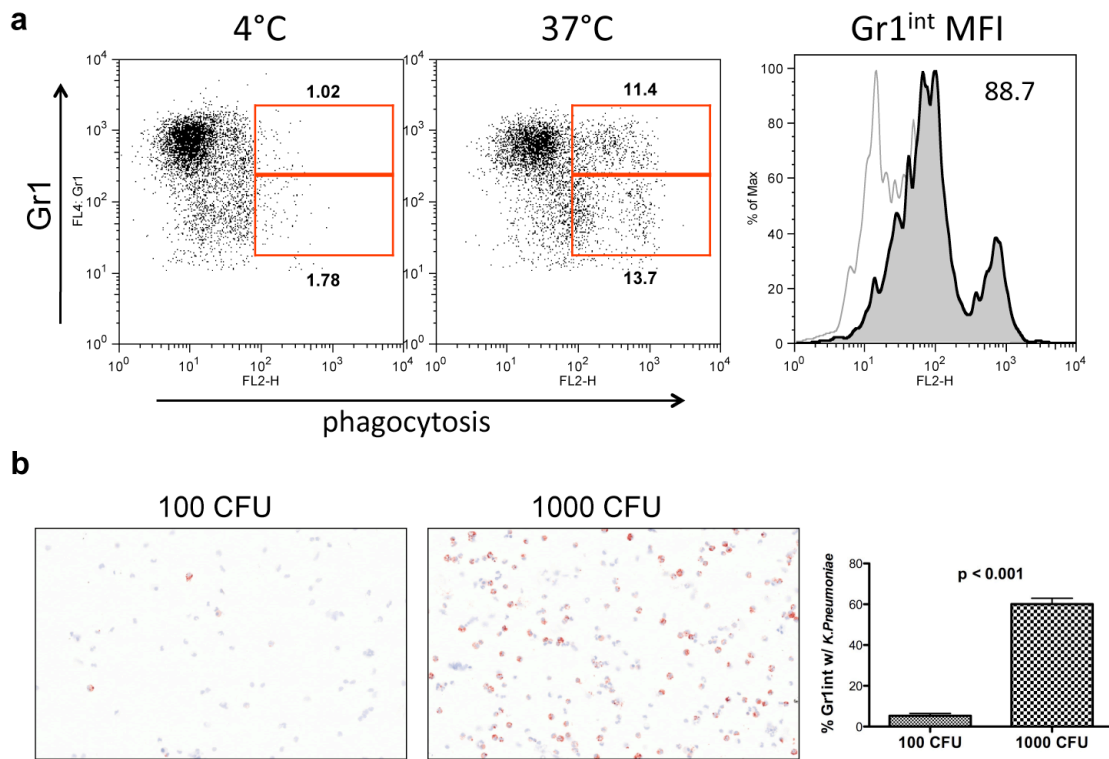 a
4°C
37°C
Gr1^int MFI
10^4
10^3
10^2
10^1
10^0
Gr1
FL4: Gr1
1.02
1.78
10^0 10^1 10^2 10^3 10^4
FL2-H
10^4
10^3
10^2
10^1
10^0
11.4
13.7
10^0 10^1 10^2 10^3 10^4
FL2-H
phagocytosis
100
80
60
40
20
0
% of Max
88.7
10^0 10^1 10^2 10^3 10^4
FL2-H
b
100 CFU
1000 CFU
80
60
40
20
0
% Gr1int w/ K.Pneumoniae
p < 0.001
100 CFU 1000 CFU